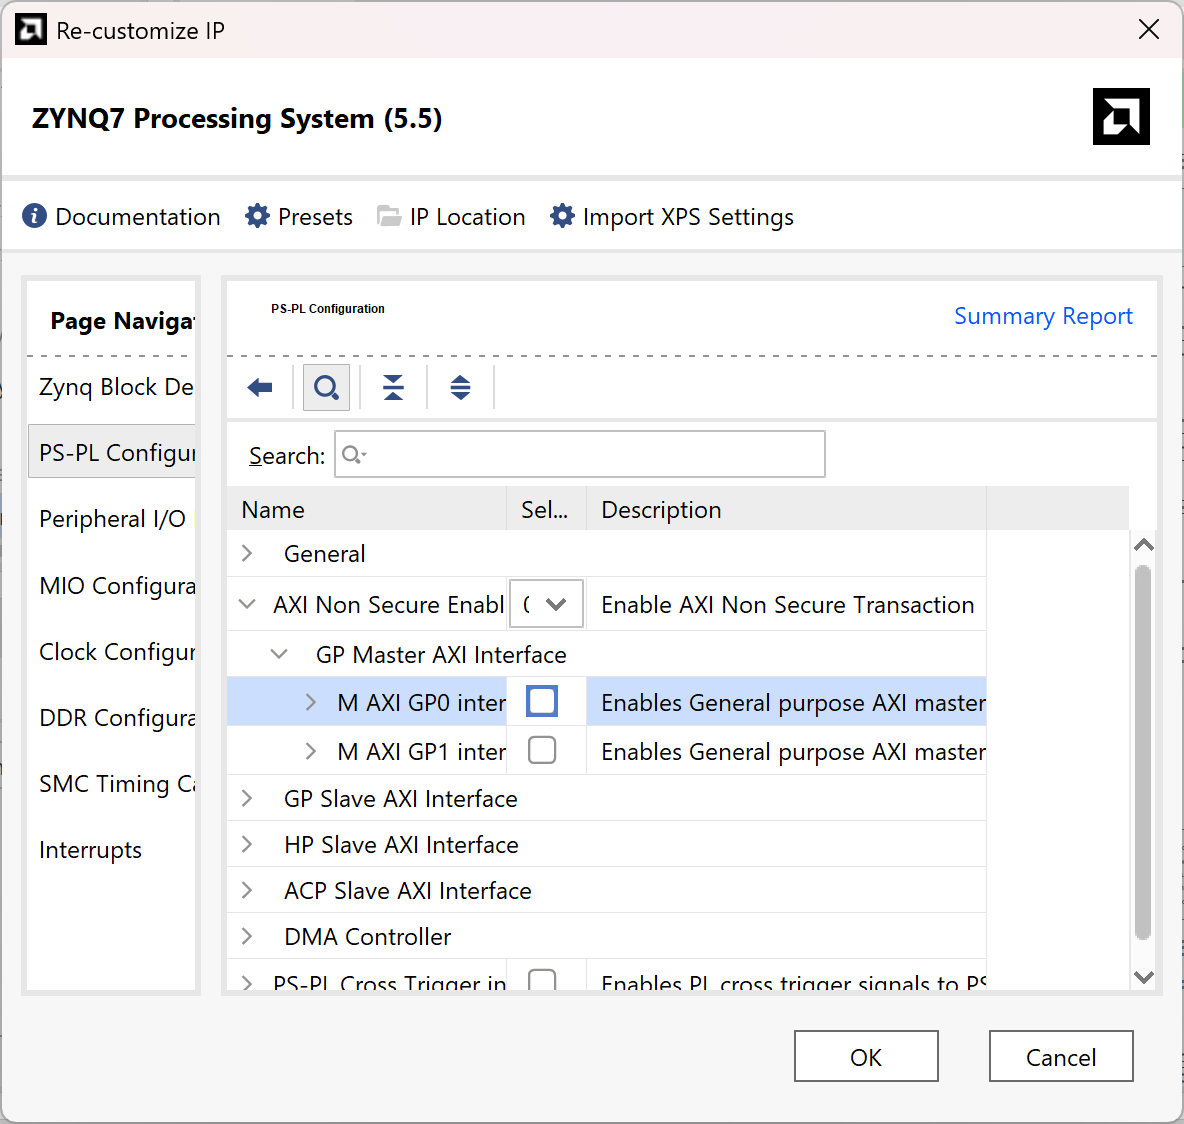 Re-customize IP
ZYNQ7 Processing System (5.5)
Documentation Presets IP Location Import XPS Settings
Page Naviga
Zynq Block De
PS-PL Configur
Peripheral I/O
MIO Configura
Clock Configur
DDR Configura
SMC Timing Ca
Interrupts
PS-PL Configuration
Summary Report
Search:
Name Sel... Description
General
AXI Non Secure Enabl Enable AXI Non Secure Transaction
GP Master AXI Interface
M AXI GP0 inter Enables General purpose AXI master
M AXI GP1 inter Enables General purpose AXI master
GP Slave AXI Interface
HP Slave AXI Interface
ACP Slave AXI Interface
DMA Controller
PS-PL Cross Trigger in Enables PL cross trigger signals to PS
OK Cancel